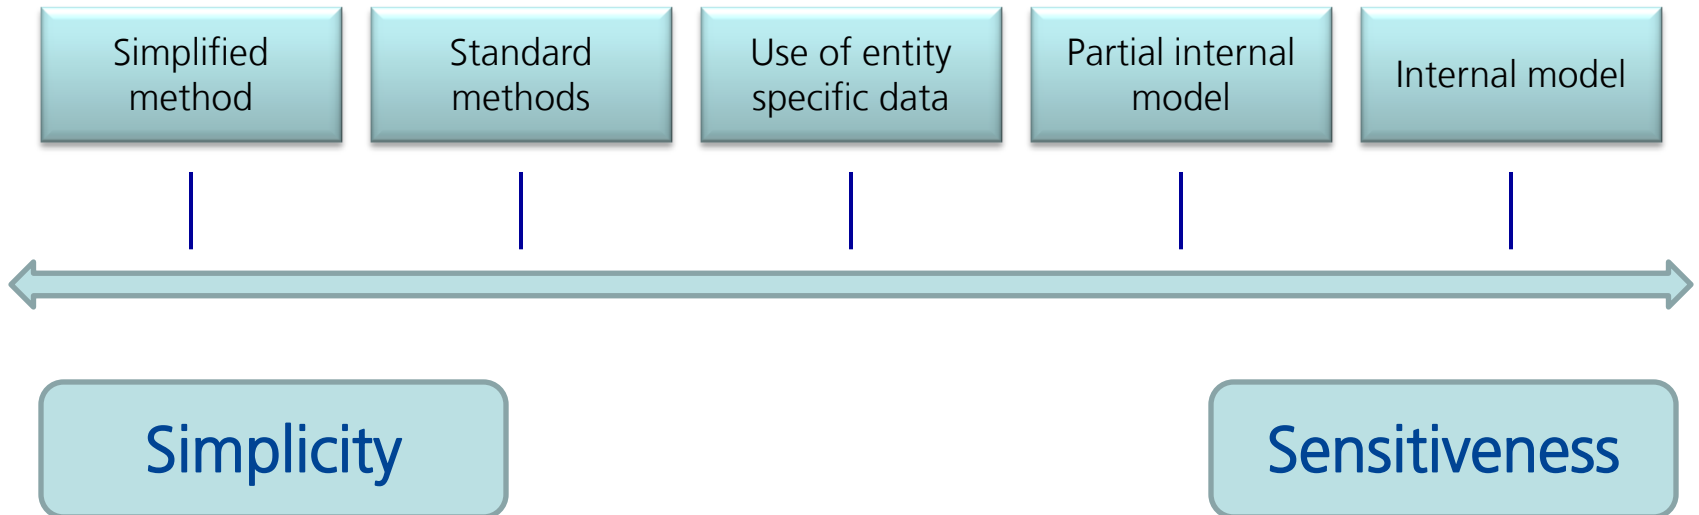 Simplified
method
Standard
methods
Use of entity
specific data
Partial internal
model
Internal model
Simplicity
Sensitiveness